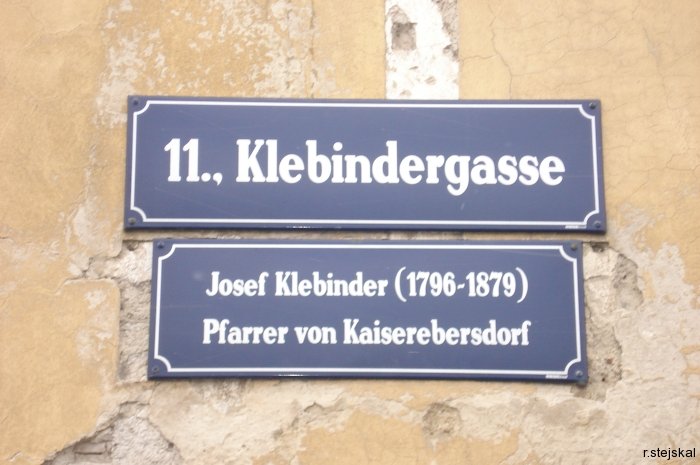 11., Klebindergasse
Josef Klebinder (1796-1879)
Pfarrer von Kaiserebersdorf
r.stejskal